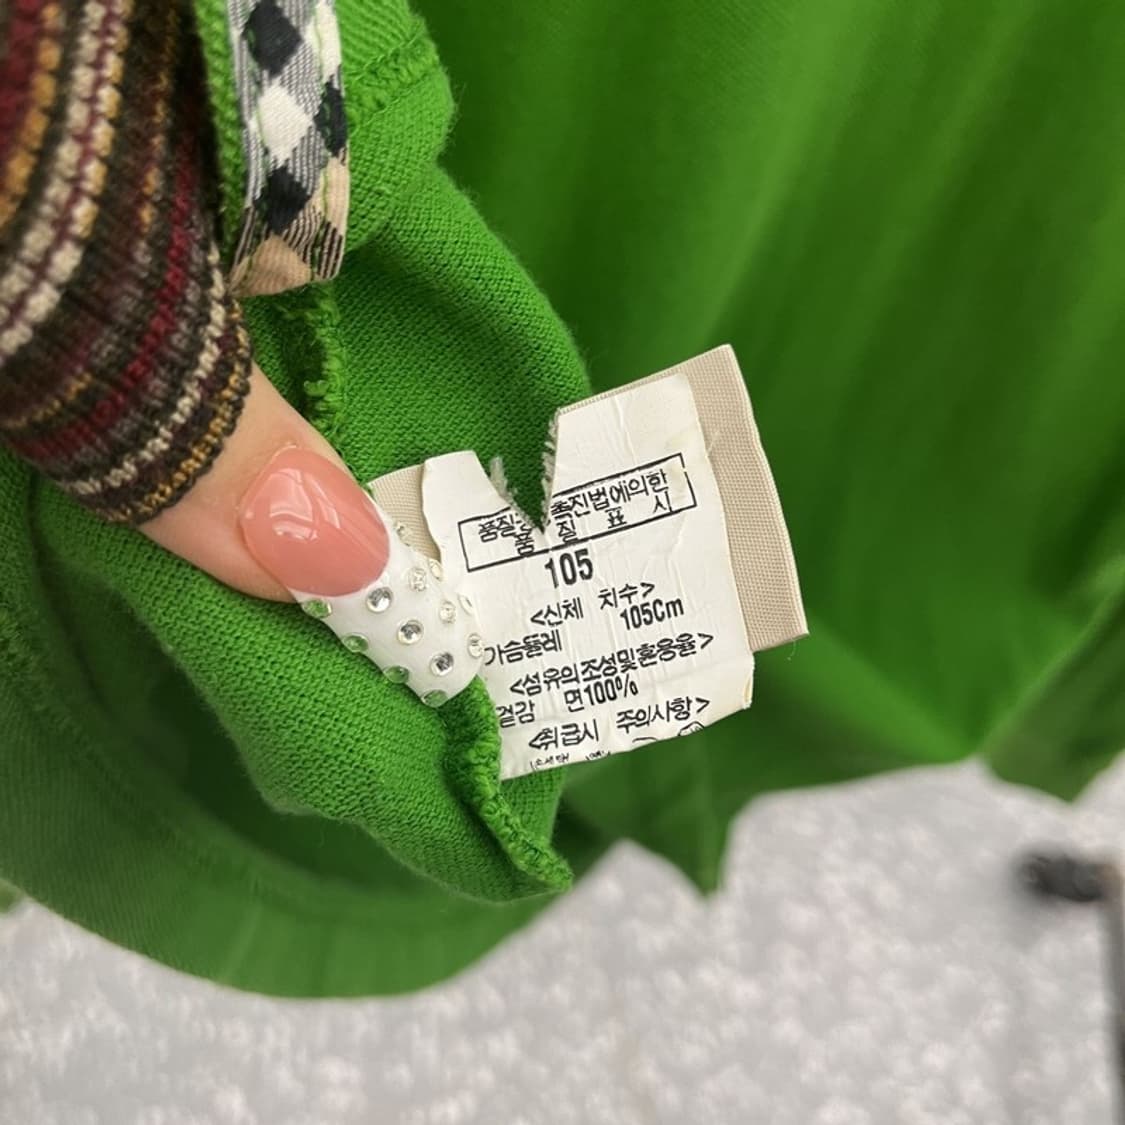 품질 촉진법에의한
품 질 표 시
105
<신체 치수>
가슴둘레 105Cm
<섬유의조성및혼용율>
겉감 면100%
<취급시 주의사항>